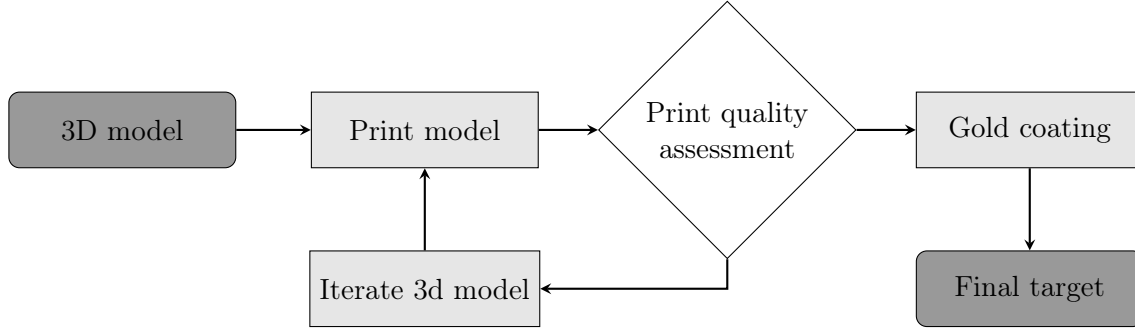 3D model
Print model
Print quality
assessment
Gold coating
Iterate 3d model
Final target